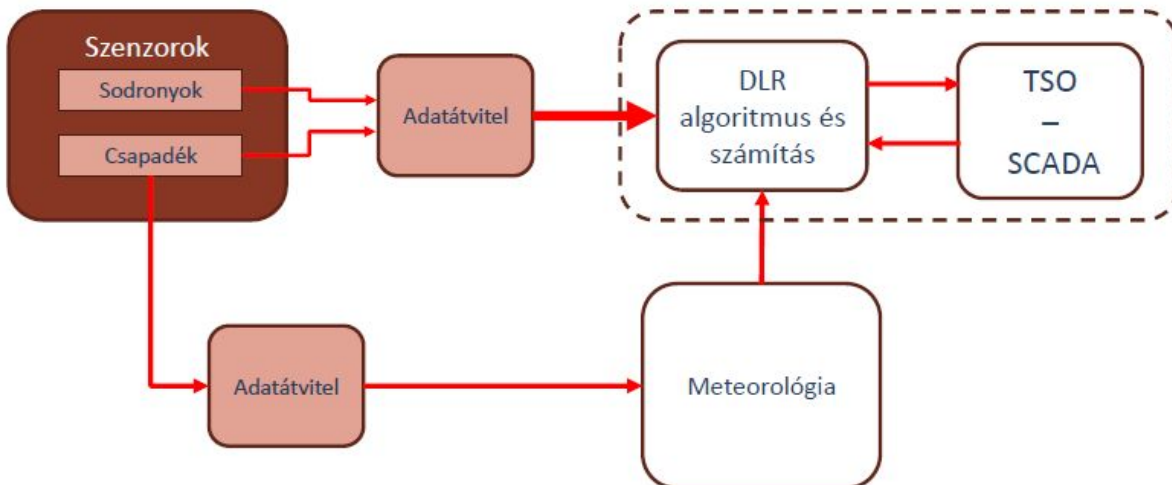 Szenzorok
Sodronyok
Csapadék
Adatátvitel
DLR
algoritmus és
számítás
TSO
–
SCADA
Adatátvitel
Meteorológia